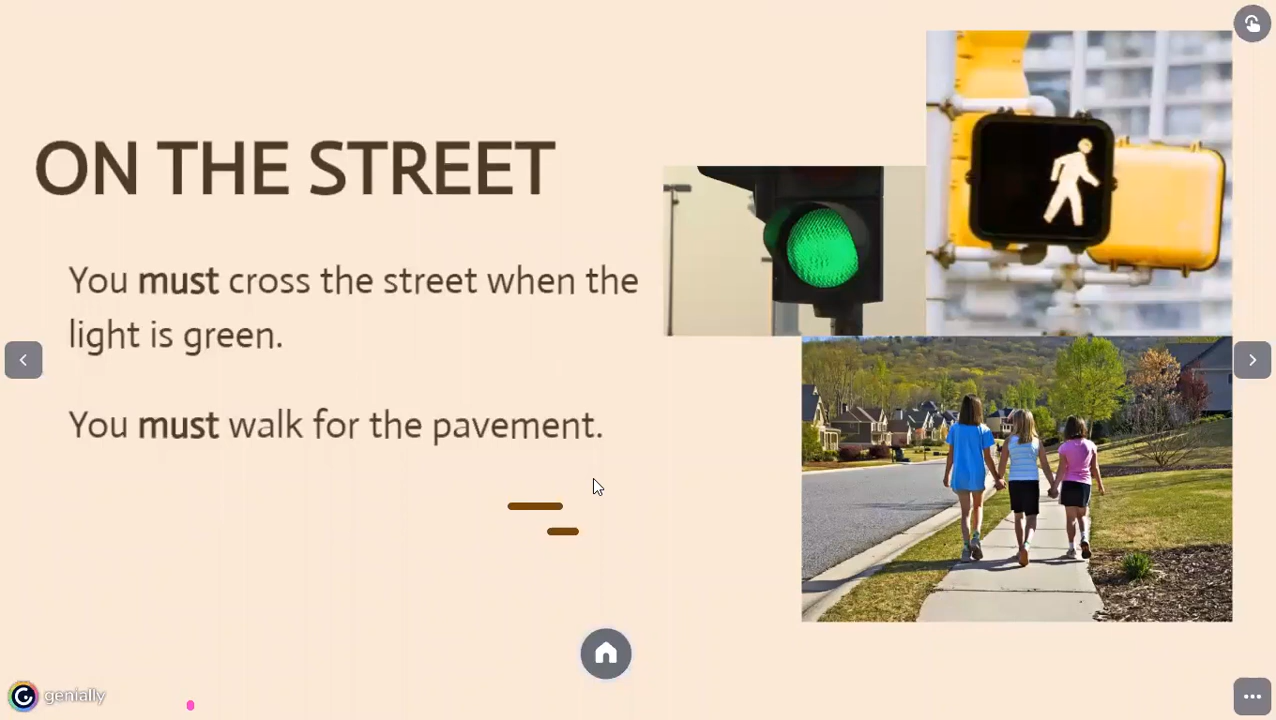 ON THE STREET
You must cross the street when the
light is green.
You must walk for the pavement.
genially